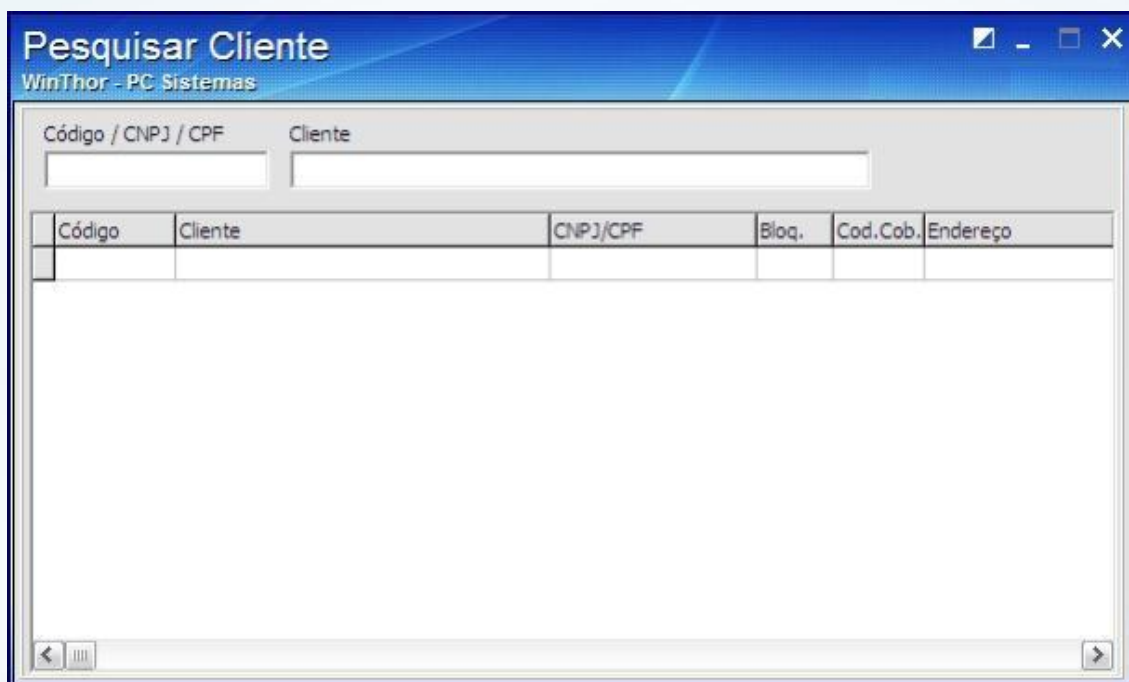 Pesquisar Cliente
WinThor - PC Sistemas
Código / CNPJ / CPF Cliente
Código Cliente CNPJ/CPF Bloq. Cod.Cob. Endereço